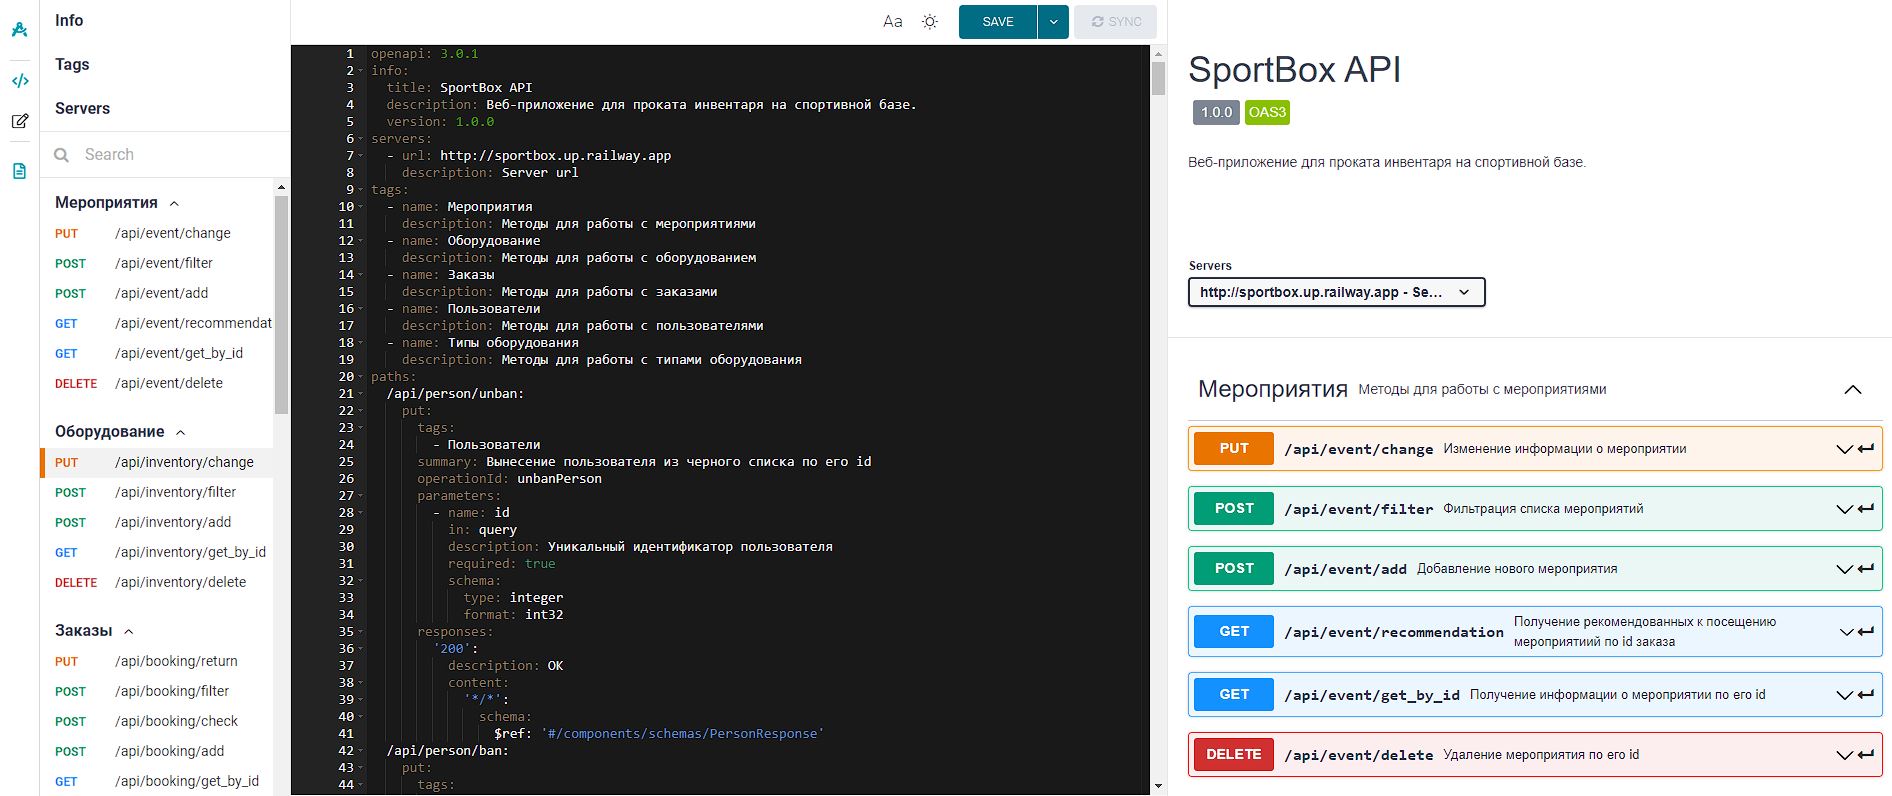 Info
Tags
Servers
Search
Мероприятия
PUT /api/event/change
POST /api/event/filter
POST /api/event/add
GET /api/event/recommendat
GET /api/event/get_by_id
DELETE /api/event/delete
Оборудование
PUT /api/inventory/change
POST /api/inventory/filter
POST /api/inventory/add
GET /api/inventory/get_by_id
DELETE /api/inventory/delete
Заказы
PUT /api/booking/return
POST /api/booking/filter
POST /api/booking/check
POST /api/booking/add
GET /api/booking/get_by_id
Aa SAVE SYNC
1 openapi: 3.0.1
2 info:
3 title: SportBox API
4 description: Веб-приложение для проката инвентаря на спортивной базе.
5 version: 1.0.0
6 servers:
7 - url: http://sportbox.up.railway.app
8 description: Server url
9 tags:
10 - name: Мероприятия
11 description: Методы для работы с мероприятиями
12 - name: Оборудование
13 description: Методы для работы с оборудованием
14 - name: Заказы
15 description: Методы для работы с заказами
16 - name: Пользователи
17 description: Методы для работы с пользователями
18 - name: Типы оборудования
19 description: Методы для работы с типами оборудования
20 paths:
21 /api/person/unban:
22 put:
23 tags:
24 - Пользователи
25 summary: Вынесение пользователя из черного списка по его id
26 operationId: unbanPerson
27 parameters:
28 - name: id
29 in: query
30 description: Уникальный идентификатор пользователя
31 required: true
32 schema:
33 type: integer
34 format: int32
35 responses:
36 '200':
37 description: OK
38 content:
39 '*/*':
40 schema:
41 $ref: '#/components/schemas/PersonResponse'
42 /api/person/ban:
43 put:
44 tags:
SportBox API
1.0.0 OAS3
Веб-приложение для проката инвентаря на спортивной базе.
Servers
http://sportbox.up.railway.app - Se...
Мероприятия Методы для работы с мероприятиями
PUT /api/event/change Изменение информации о мероприятии
POST /api/event/filter Фильтрация списка мероприятий
POST /api/event/add Добавление нового мероприятия
GET /api/event/recommendation Получение рекомендованных к посещению
мероприятиий по id заказа
GET /api/event/get_by_id Получение информации о мероприятии по его id
DELETE /api/event/delete Удаление мероприятия по его id